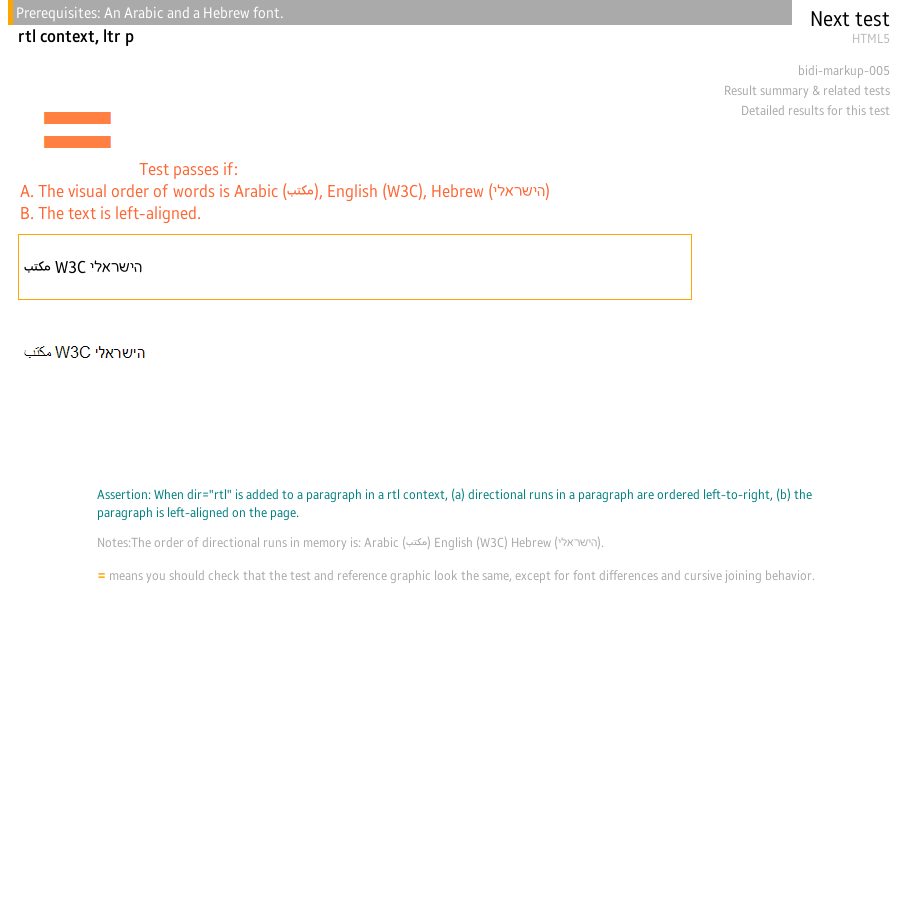 Prerequisites: An Arabic and a Hebrew font.
Next test
rtl context, ltr p
HTML5
bidi-markup-005
Result summary & related tests
Detailed results for this test
=
Test passes if:
A. The visual order of words is Arabic (مكتب), English (W3C), Hebrew (הישראלי)
B. The text is left-aligned.
مكتب W3C הישראלי
مكتب W3C הישראלי
Assertion: When dir="rtl" is added to a paragraph in a rtl context, (a) directional runs in a paragraph are ordered left-to-right, (b) the
paragraph is left-aligned on the page.
Notes:The order of directional runs in memory is: Arabic (مكتب) English (W3C) Hebrew (הישראלי).
= means you should check that the test and reference graphic look the same, except for font differences and cursive joining behavior.